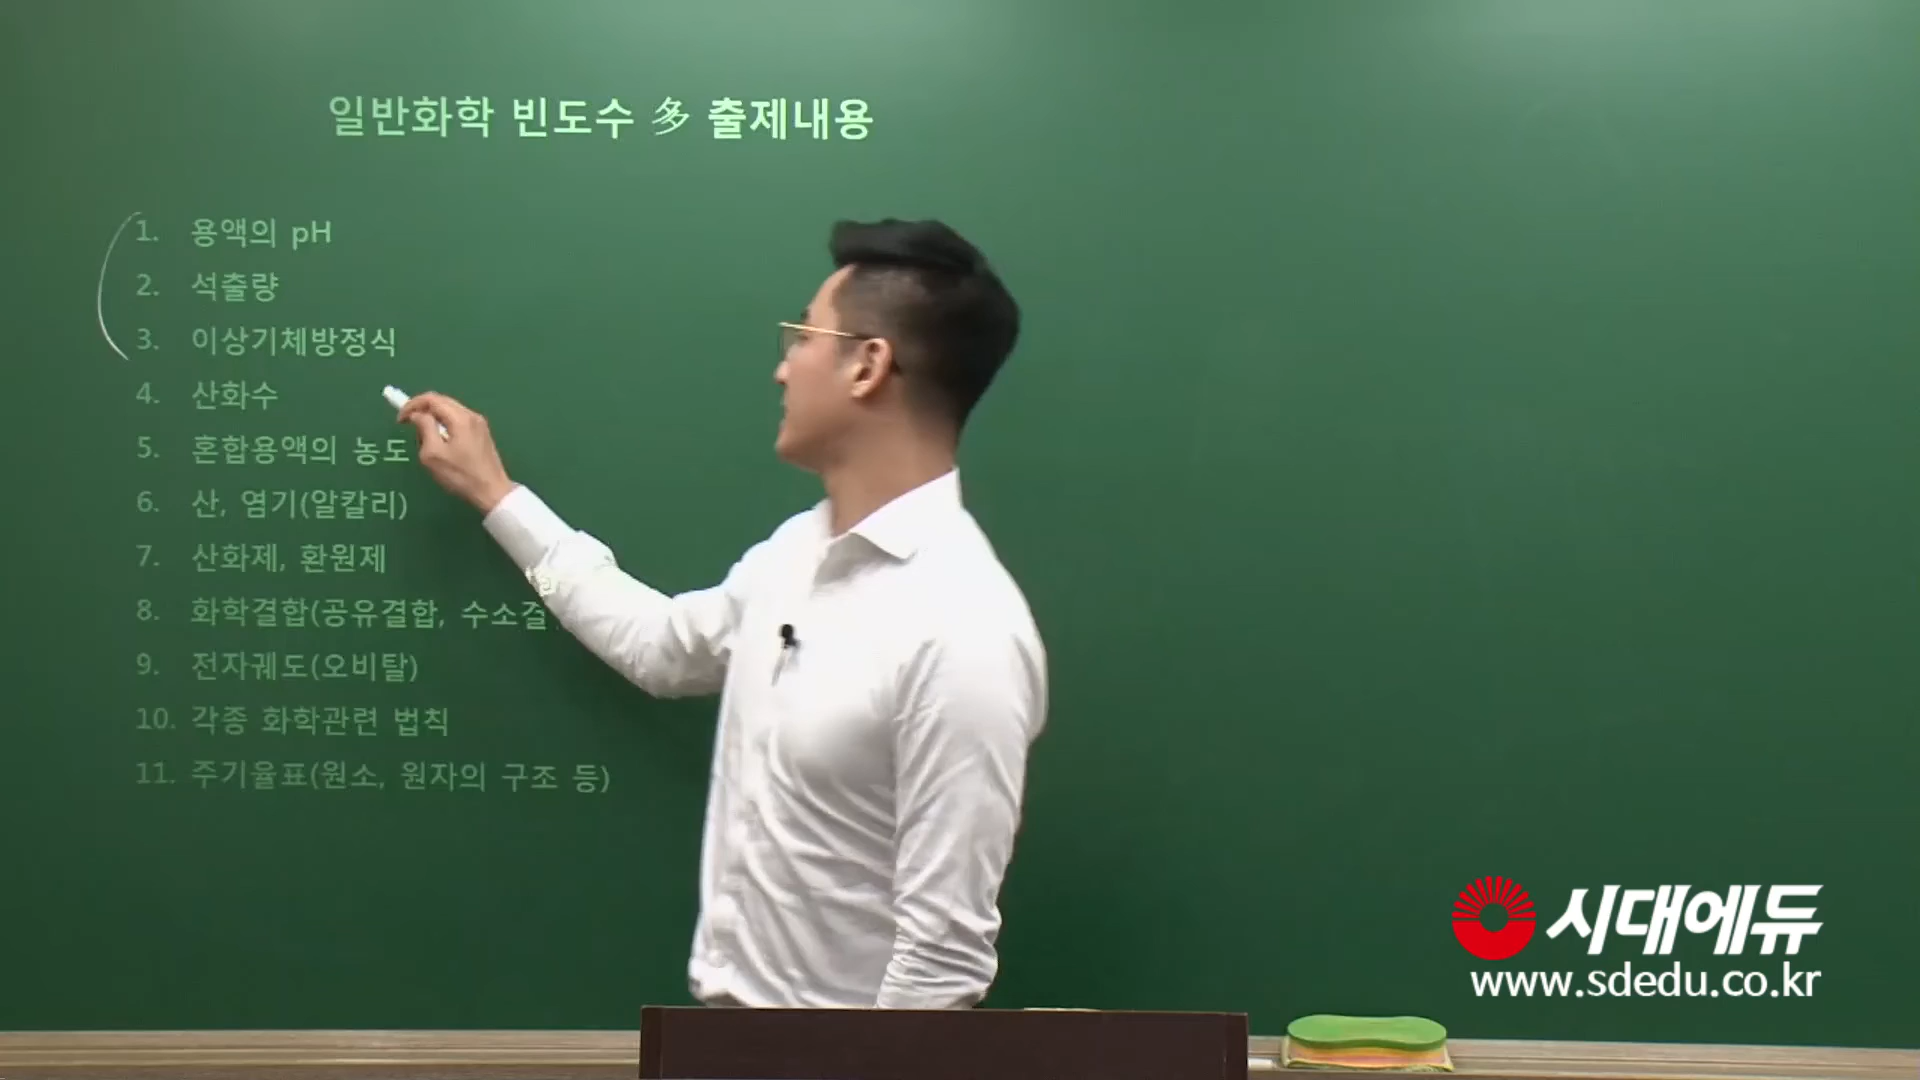 일반화학 빈도수 多 출제내용
1. 용액의 pH
2. 석출량
3. 이상기체방정식
4. 산화수
5. 혼합용액의 농도
6. 산, 염기(알칼리)
7. 산화제, 환원제
8. 화학결합(공유결합,
9. 전자궤도(오비탈)
10. 각종 화학관련 법칙
11. 주기율표(원소, 원자의 구조 등)
시대에듀
www.sdedu.co.kr